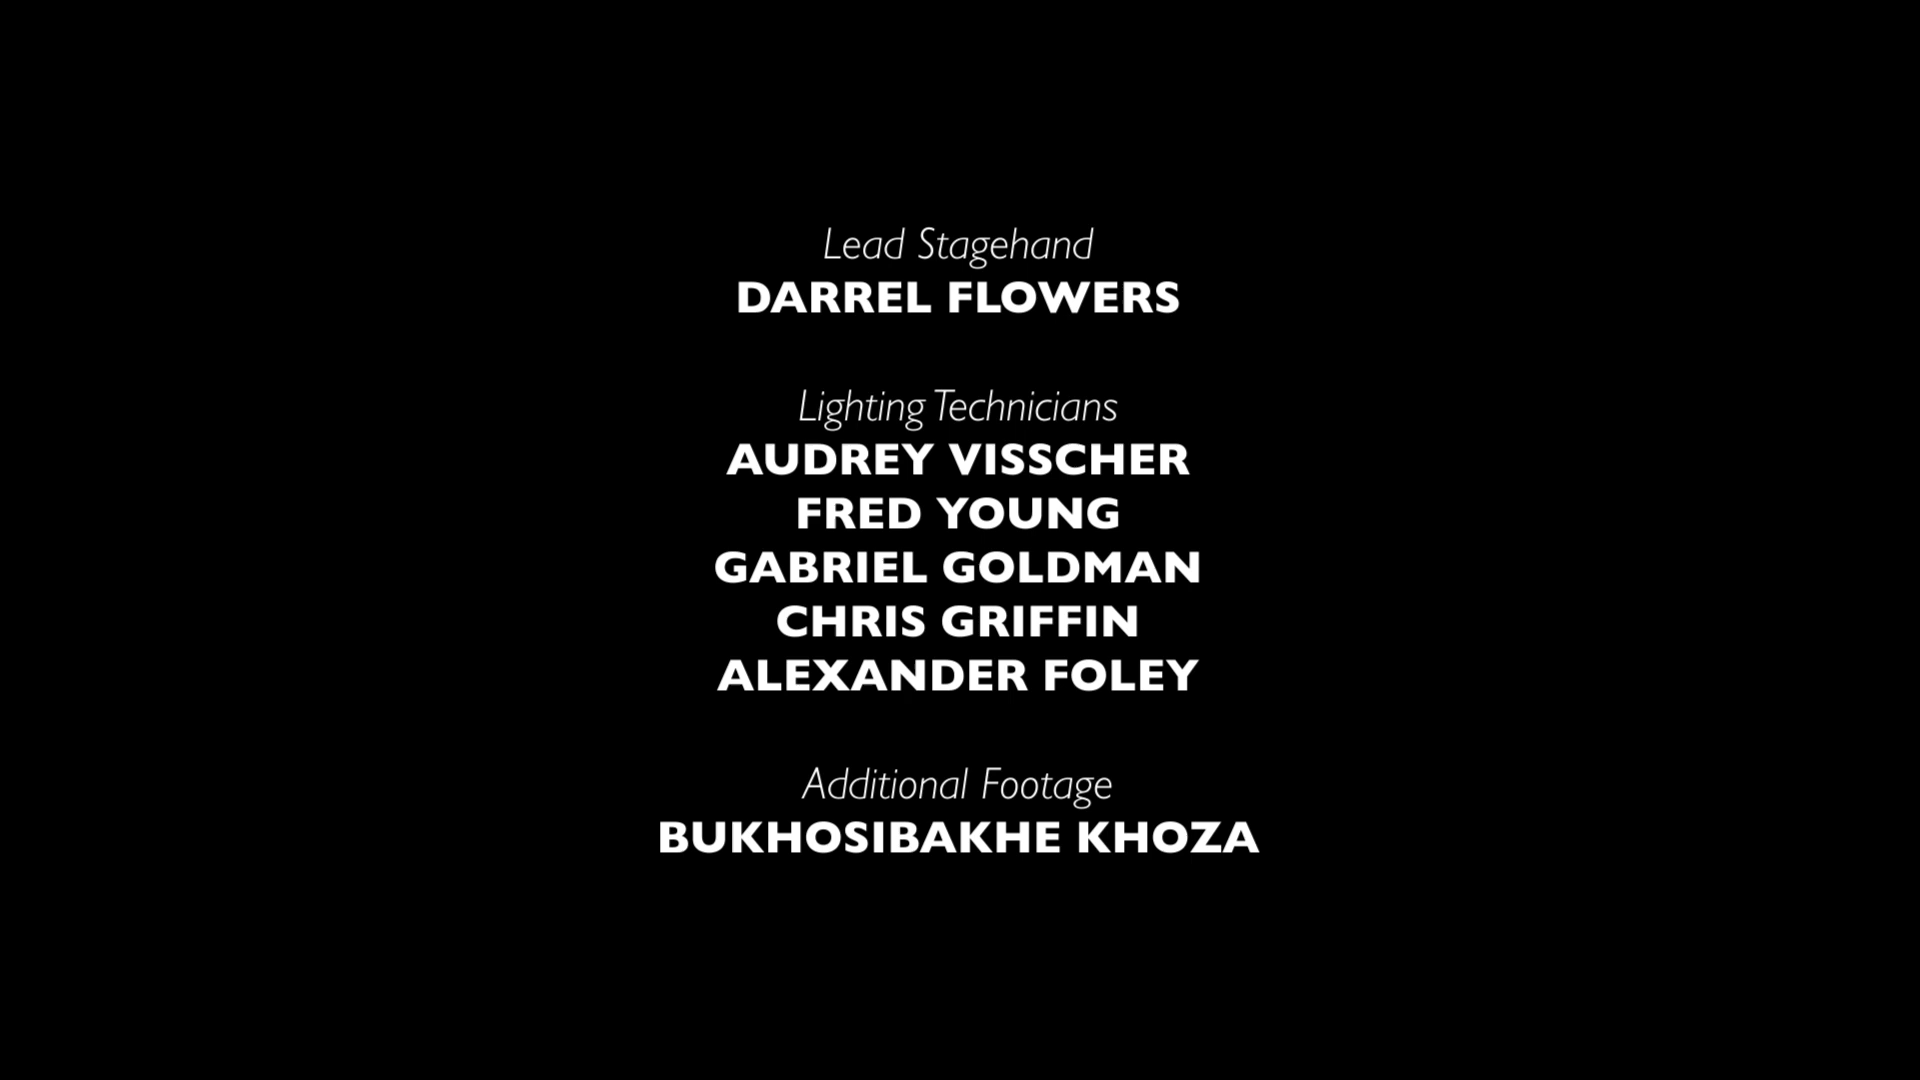 Lead Stagehand
DARREL FLOWERS
Lighting Technicians
AUDREY VISSCHER
FRED YOUNG
GABRIEL GOLDMAN
CHRIS GRIFFIN
ALEXANDER FOLEY
Additional Footage
BUKHOSIBAKHE KHOZA